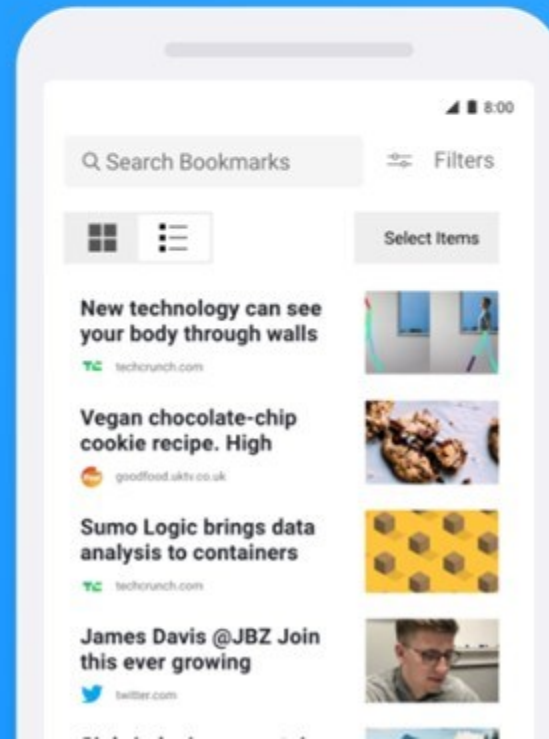 8:00
Search Bookmarks
Filters
Select Items
New technology can see
your body through walls
TC techcrunch.com
Vegan chocolate-chip
cookie recipe. High
goodfood.uktv.co.uk
Sumo Logic brings data
analysis to containers
TC techcrunch.com
James Davis @JBZ Join
this ever growing
twitter.com